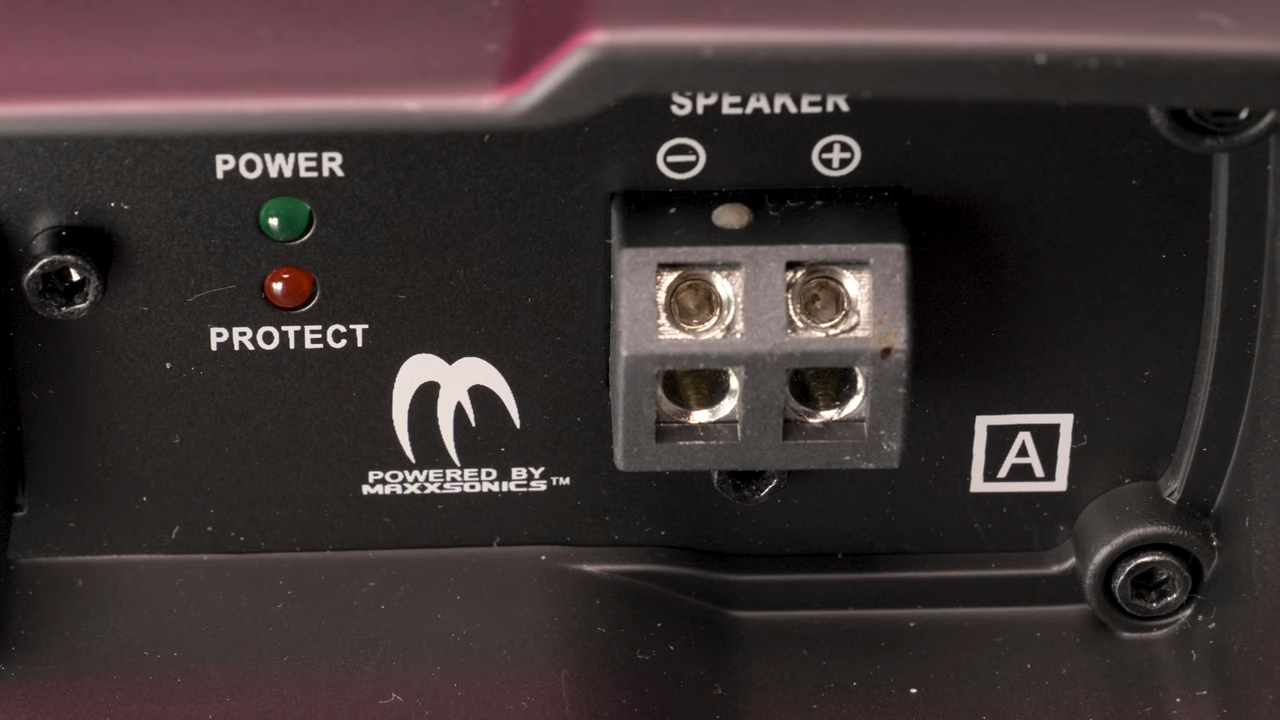 SPEAKER
POWER
PROTECT
POWERED BY
MAXXSONICS™
A